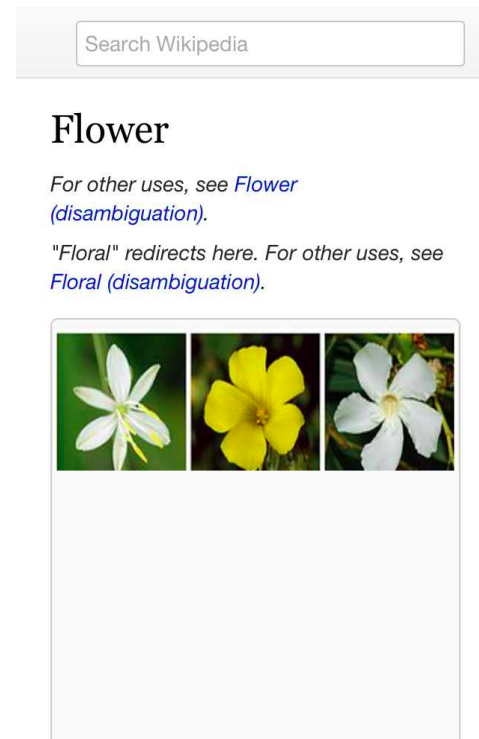 Search Wikipedia
Flower
For other uses, see Flower
(disambiguation).
"Floral" redirects here. For other uses, see
Floral (disambiguation).